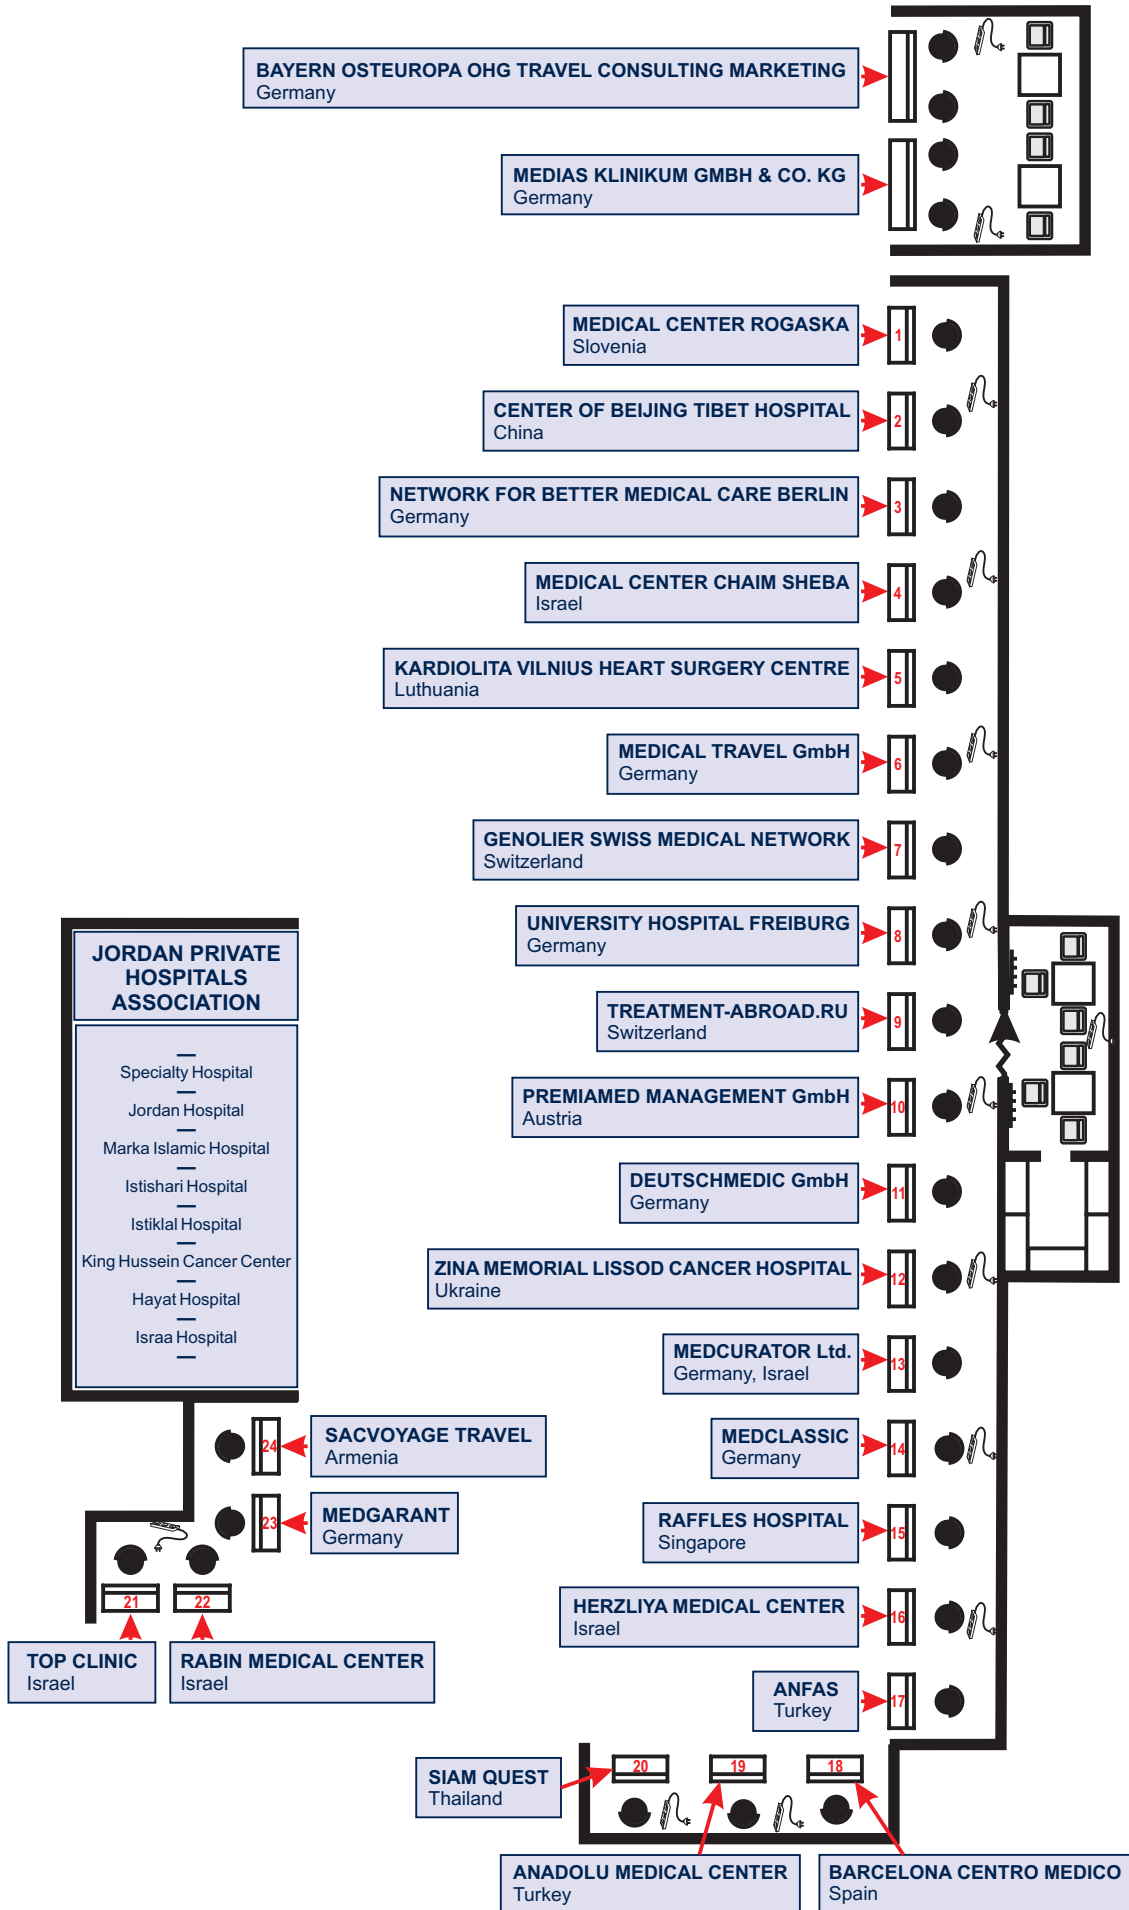 BAYERN OSTEUROPA OHG TRAVEL CONSULTING MARKETING
Germany
MEDIAS KLINIKUM GMBH & CO. KG
Germany
MEDICAL CENTER ROGASKA
Slovenia
1
CENTER OF BEIJING TIBET HOSPITAL
China
2
NETWORK FOR BETTER MEDICAL CARE BERLIN
Germany
3
MEDICAL CENTER CHAIM SHEBA
Israel
4
KARDIOLITA VILNIUS HEART SURGERY CENTRE
Luthuania
5
MEDICAL TRAVEL GmbH
Germany
6
GENOLIER SWISS MEDICAL NETWORK
Switzerland
7
UNIVERSITY HOSPITAL FREIBURG
Germany
8
TREATMENT-ABROAD.RU
Switzerland
9
PREMIAMED MANAGEMENT GmbH
Austria
10
DEUTSCHMEDIC GmbH
Germany
11
ZINA MEMORIAL LISSOD CANCER HOSPITAL
Ukraine
12
MEDCURATOR Ltd.
Germany, Israel
13
MEDCLASSIC
Germany
14
RAFFLES HOSPITAL
Singapore
15
HERZLIYA MEDICAL CENTER
Israel
16
ANFAS
Turkey
17
JORDAN PRIVATE
HOSPITALS
ASSOCIATION
Specialty Hospital
Jordan Hospital
Marka Islamic Hospital
Istishari Hospital
Istiklal Hospital
King Hussein Cancer Center
Hayat Hospital
Israa Hospital
24
SACVOYAGE TRAVEL
Armenia
23
MEDGARANT
Germany
21
22
TOP CLINIC
Israel
RABIN MEDICAL CENTER
Israel
20
19
18
SIAM QUEST
Thailand
ANADOLU MEDICAL CENTER
Turkey
BARCELONA CENTRO MEDICO
Spain